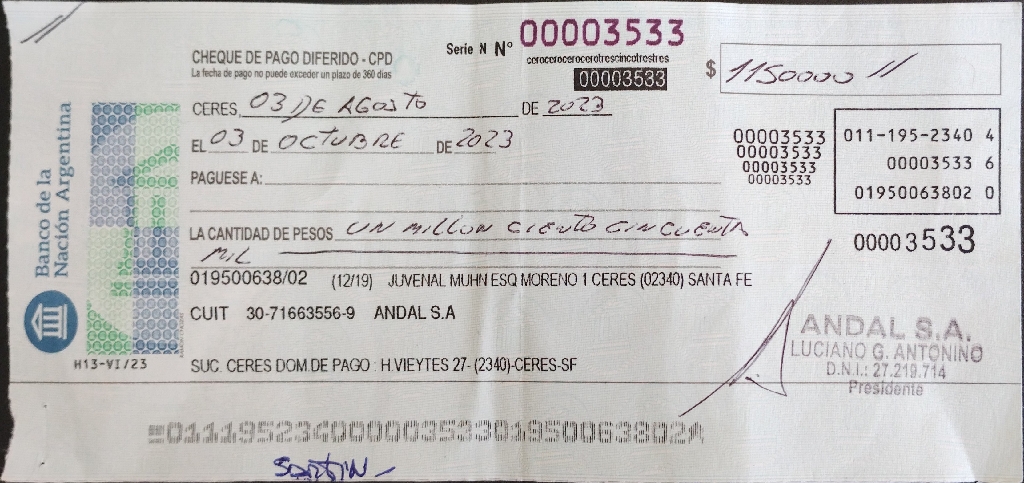 Serie N Nº 00003533
cerocerocerocerotrescincotrestres
00003533
CHEQUE DE PAGO DIFERIDO - CPD
La fecha de pago no puede exceder un plazo de 360 días
$ 1150000 //
CERES, 03 DE AGOSTO DE 2023
EL 03 DE OCTUBRE DE 2023
PAGUESE A:
00003533
00003533
00003533
00003533
011-195-2340 4
00003533 6
01950063802 0
00003533
LA CANTIDAD DE PESOS UN MILLON CIENTO CINCUENTA
MIL
019500638/02 (12/19) JUVENAL MUHN ESQ MORENO 1 CERES (02340) SANTA FE
CUIT 30-71663556-9 ANDAL S.A
SUC. CERES DOM.DE PAGO : H.VIEYTES 27- (2340)-CERES-SF
Banco de la
Nación Argentina
H13-VI/23
ANDAL S.A.
LUCIANO G. ANTONINO
D.N.I.: 27.219.714
Presidente
01119523400000353301950063802